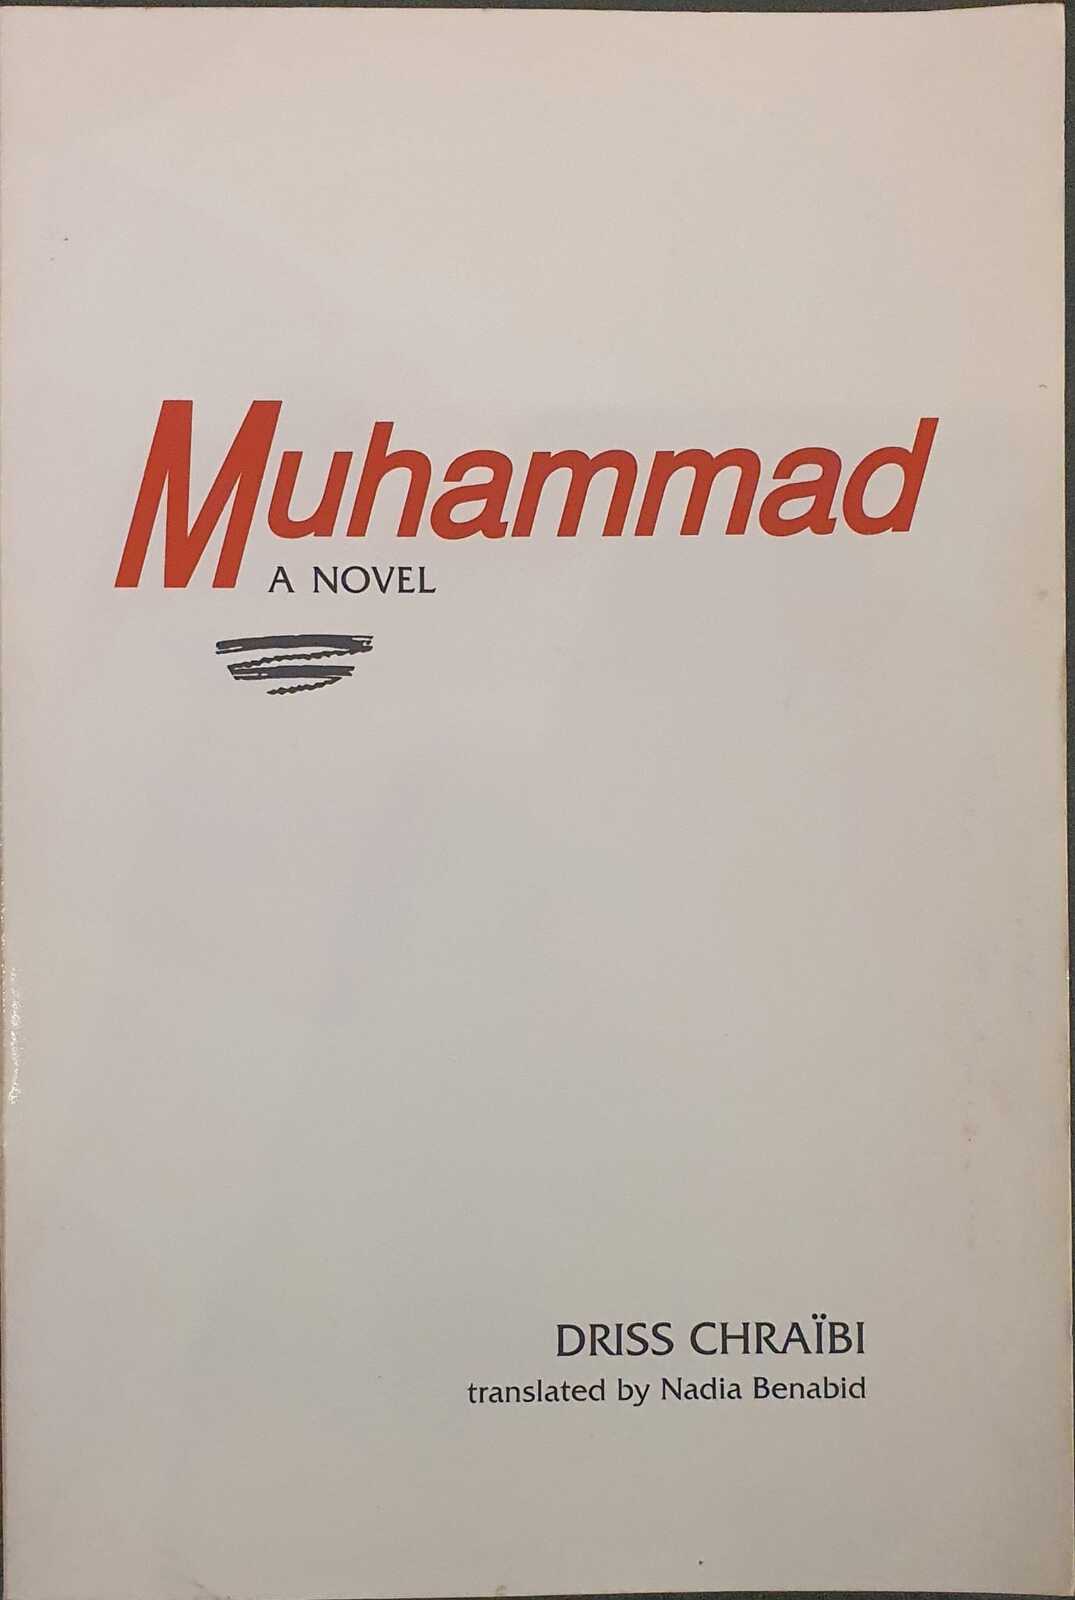 Muhammad
A NOVEL
DRISS CHRAÏBI
translated by Nadia Benabid